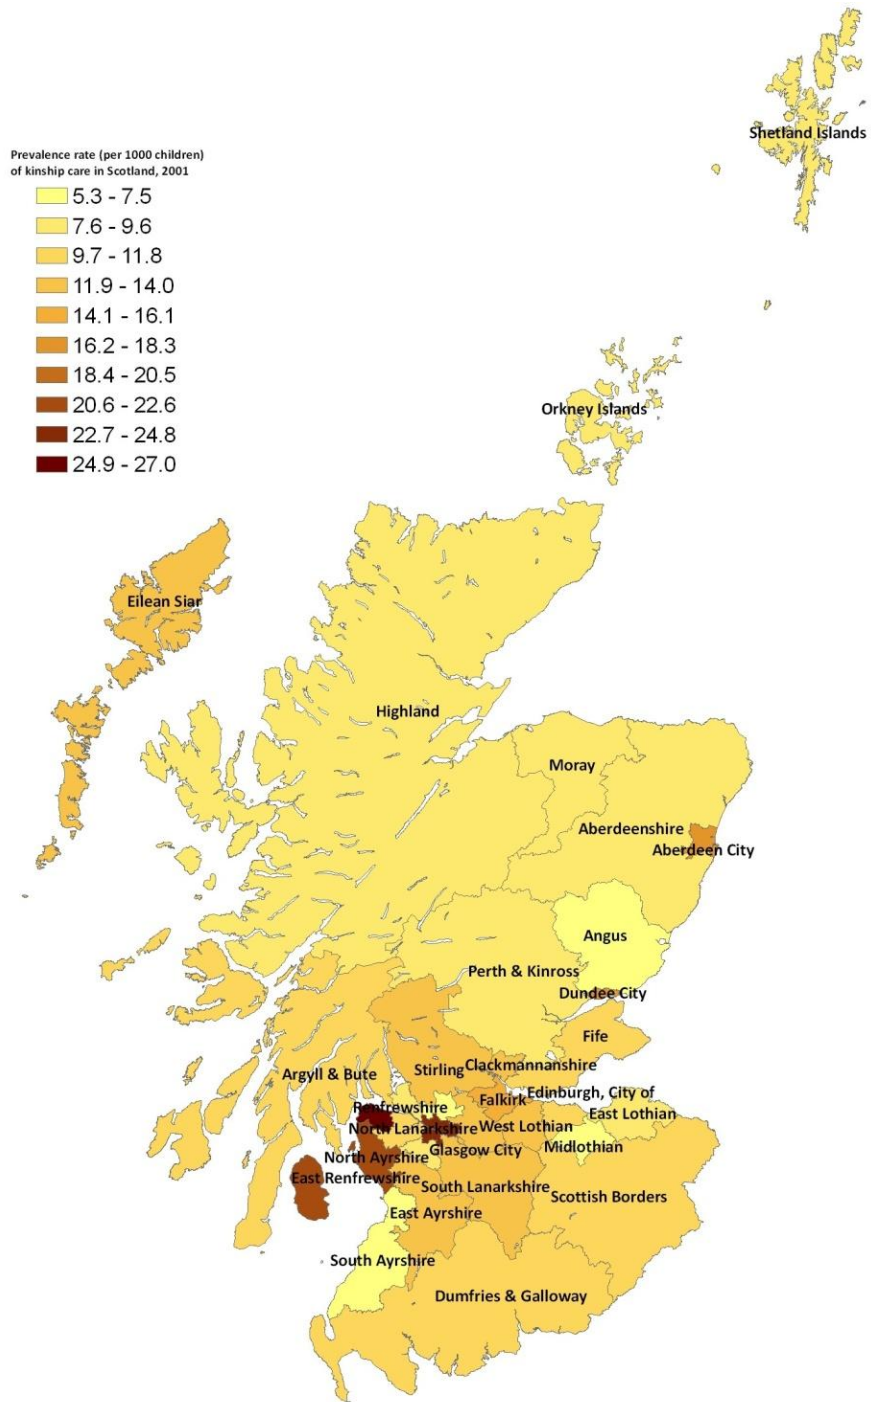 Shetland Islands
Prevalence rate (per 1000 children)
of kinship care in Scotland, 2001
5.3 - 7.5
7.6 - 9.6
9.7 - 11.8
11.9 - 14.0
14.1 - 16.1
16.2 - 18.3
18.4 - 20.5
20.6 - 22.6
22.7 - 24.8
24.9 - 27.0
Orkney Islands
Eilean Siar
Highland
Moray
Aberdeenshire
Aberdeen City
Angus
Perth & Kinross
Dundee City
Fife
Argyll & Bute
Stirling
Clackmannanshire
Edinburgh, City of
Falkirk
Renfrewshire
East Lothian
North Lanarkshire
West Lothian
Midlothian
Glasgow City
North Ayrshire
East Renfrewshire
South Lanarkshire
Scottish Borders
East Ayrshire
South Ayrshire
Dumfries & Galloway